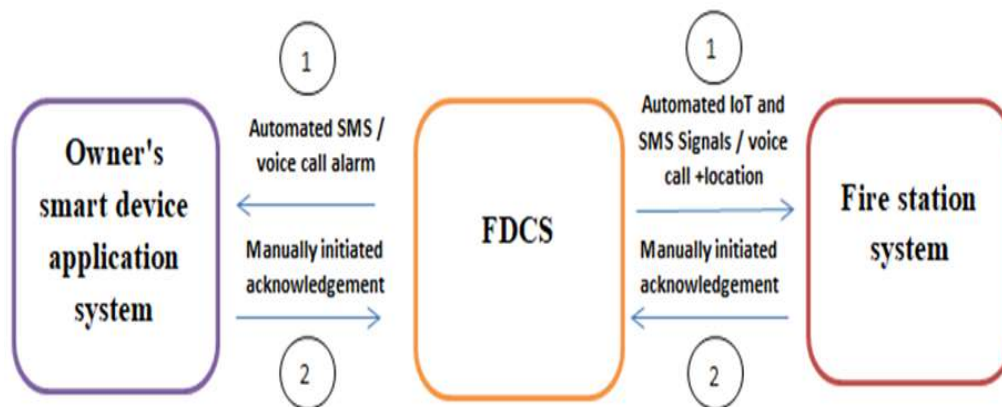 1
1
Automated SMS /
voice call alarm
Automated IoT and
SMS Signals / voice
call +location
Owner's
smart device
application
system
FDCS
Fire station
system
Manually initiated
acknowledgement
Manually initiated
acknowledgement
2
2